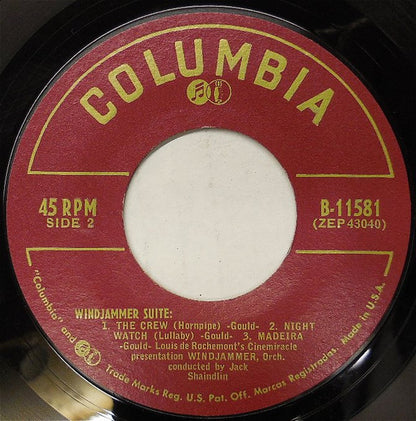 COLUMBIA
45 RPM
SIDE 2
B-11581
(ZEP 43040)
WINDJAMMER SUITE:
1. THE CREW (Hornpipe) -Gould- 2. NIGHT
WATCH (Lullaby) -Gould- 3. MADEIRA
-Gould- Louis de Rochemont's Cinemiracle
presentation WINDJAMMER, Orch.
conducted by Jack
Shaindlin
"Columbia" and Trade Marks Reg. U.S. Pat. Off. Marcas Registradas. Made in U.S.A.